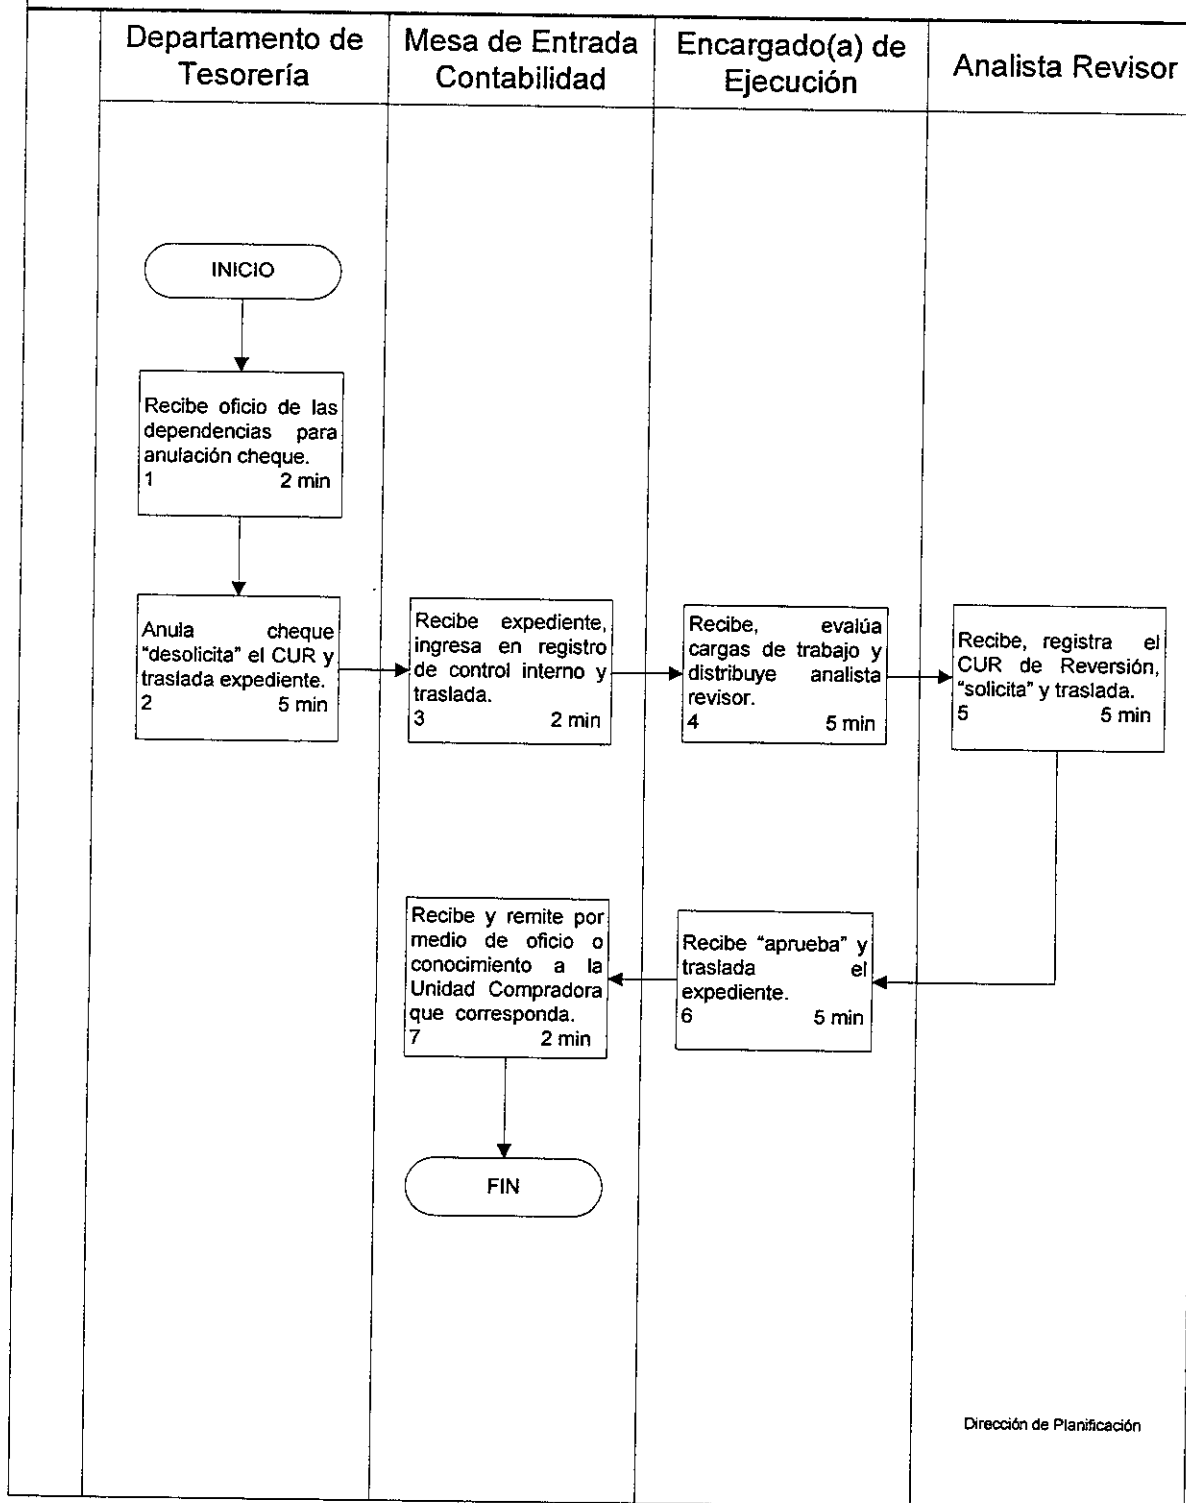 Departamento de
Tesorería
Mesa de Entrada
Contabilidad
Encargado(a) de
Ejecución
Analista Revisor
INICIO
Recibe oficio de las
dependencias para
anulación cheque.
1 2 min
Anula cheque
"desolicita" el CUR y
traslada expediente.
2 5 min
Recibe expediente,
ingresa en registro
de control interno y
traslada.
3 2 min
Recibe, evalúa
cargas de trabajo y
distribuye analista
revisor.
4 5 min
Recibe, registra el
CUR de Reversión,
"solicita" y traslada.
5 5 min
Recibe "aprueba" y
traslada el
expediente.
6 5 min
Recibe y remite por
medio de oficio o
conocimiento a la
Unidad Compradora
que corresponda.
7 2 min
FIN
Dirección de Planificación